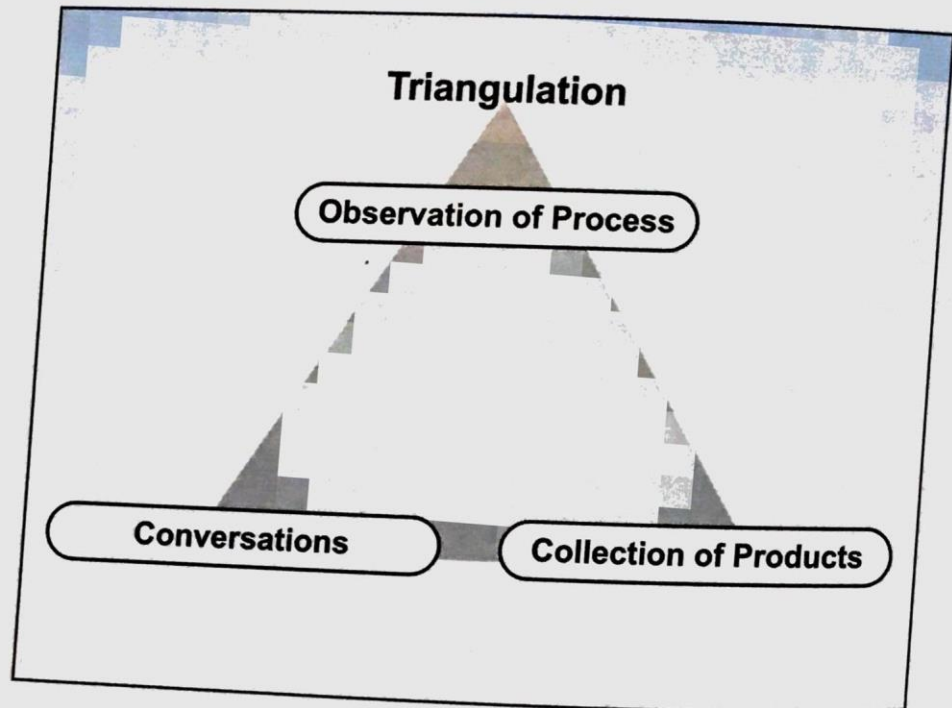 Triangulation
Observation of Process
Conversations
Collection of Products